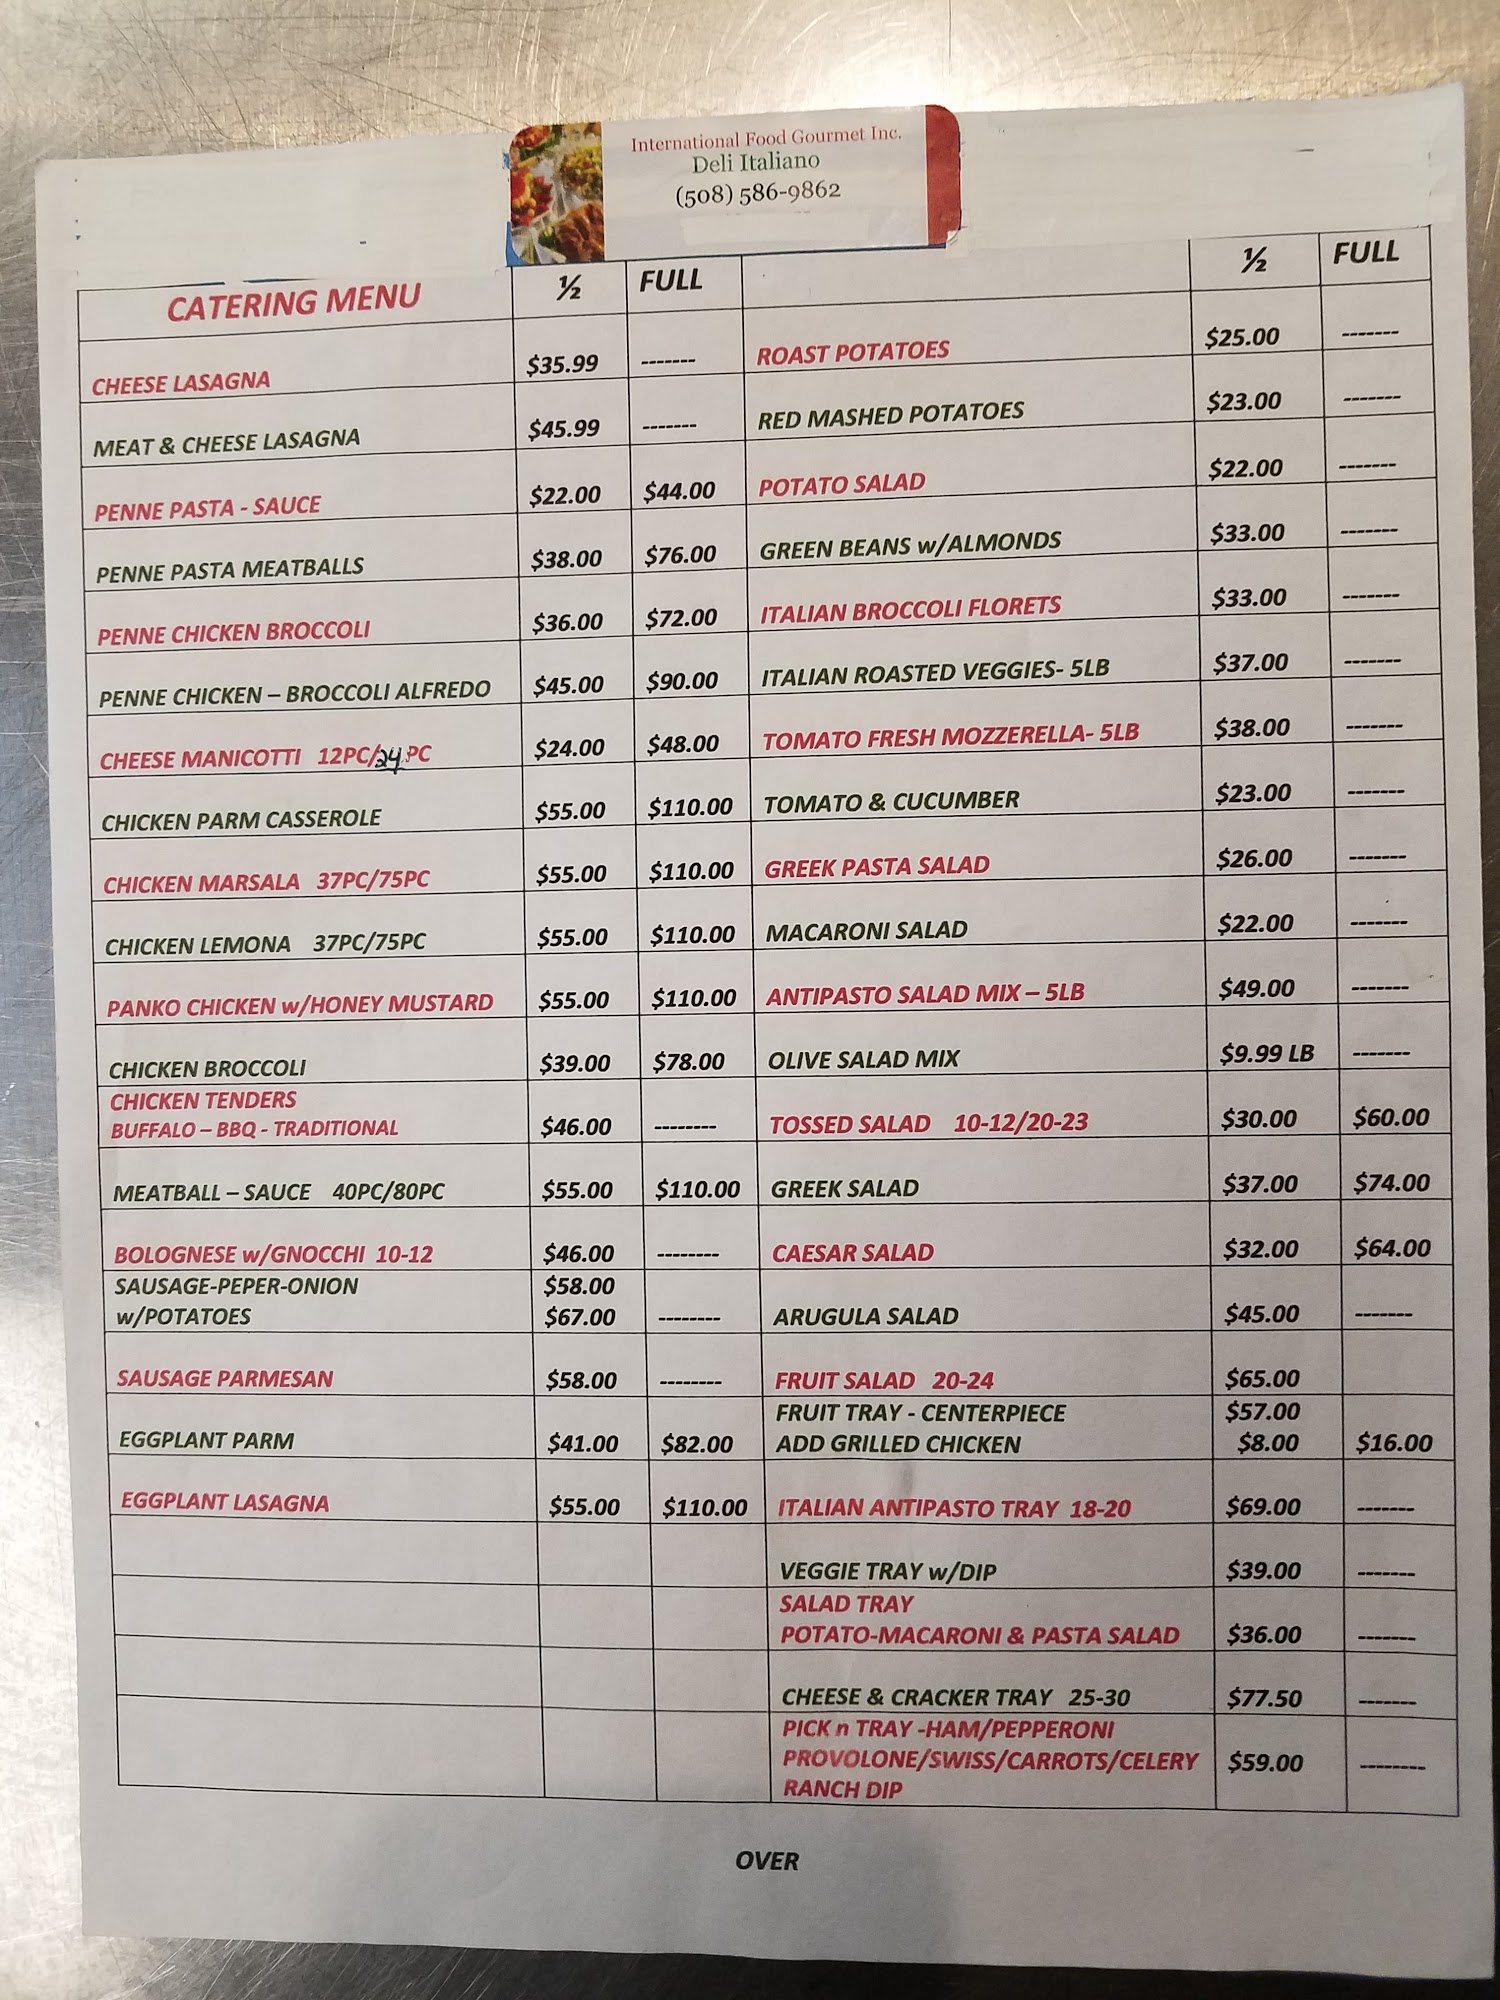 International Food Gourmet Inc.
Deli Italiano
(508) 586-9862
CATERING MENU ½ FULL
CHEESE LASAGNA $35.99 -------
MEAT & CHEESE LASAGNA $45.99 -------
PENNE PASTA - SAUCE $22.00 $44.00
PENNE PASTA MEATBALLS $38.00 $76.00
PENNE CHICKEN BROCCOLI $36.00 $72.00
PENNE CHICKEN – BROCCOLI ALFREDO $45.00 $90.00
CHEESE MANICOTTI 12PC/24 PC $24.00 $48.00
CHICKEN PARM CASSEROLE $55.00 $110.00
CHICKEN MARSALA 37PC/75PC $55.00 $110.00
CHICKEN LEMONA 37PC/75PC $55.00 $110.00
PANKO CHICKEN w/HONEY MUSTARD $55.00 $110.00
CHICKEN BROCCOLI $39.00 $78.00
CHICKEN TENDERS
BUFFALO – BBQ - TRADITIONAL $46.00 --------
MEATBALL – SAUCE 40PC/80PC $55.00 $110.00
BOLOGNESE w/GNOCCHI 10-12 $46.00 --------
SAUSAGE-PEPER-ONION $58.00
w/POTATOES $67.00 --------
SAUSAGE PARMESAN $58.00 --------
EGGPLANT PARM $41.00 $82.00
EGGPLANT LASAGNA $55.00 $110.00
½ FULL
ROAST POTATOES $25.00 -------
RED MASHED POTATOES $23.00 -------
POTATO SALAD $22.00 -------
GREEN BEANS w/ALMONDS $33.00 -------
ITALIAN BROCCOLI FLORETS $33.00 -------
ITALIAN ROASTED VEGGIES- 5LB $37.00 -------
TOMATO FRESH MOZZERELLA- 5LB $38.00 -------
TOMATO & CUCUMBER $23.00 -------
GREEK PASTA SALAD $26.00 -------
MACARONI SALAD $22.00 -------
ANTIPASTO SALAD MIX – 5LB $49.00 -------
OLIVE SALAD MIX $9.99 LB -------
TOSSED SALAD 10-12/20-23 $30.00 $60.00
GREEK SALAD $37.00 $74.00
CAESAR SALAD $32.00 $64.00
ARUGULA SALAD $45.00 -------
FRUIT SALAD 20-24 $65.00
FRUIT TRAY - CENTERPIECE $57.00
ADD GRILLED CHICKEN $8.00 $16.00
ITALIAN ANTIPASTO TRAY 18-20 $69.00 -------
VEGGIE TRAY w/DIP $39.00 -------
SALAD TRAY
POTATO-MACARONI & PASTA SALAD $36.00 -------
CHEESE & CRACKER TRAY 25-30 $77.50 -------
PICK n TRAY -HAM/PEPPERONI
PROVOLONE/SWISS/CARROTS/CELERY $59.00 --------
RANCH DIP
OVER